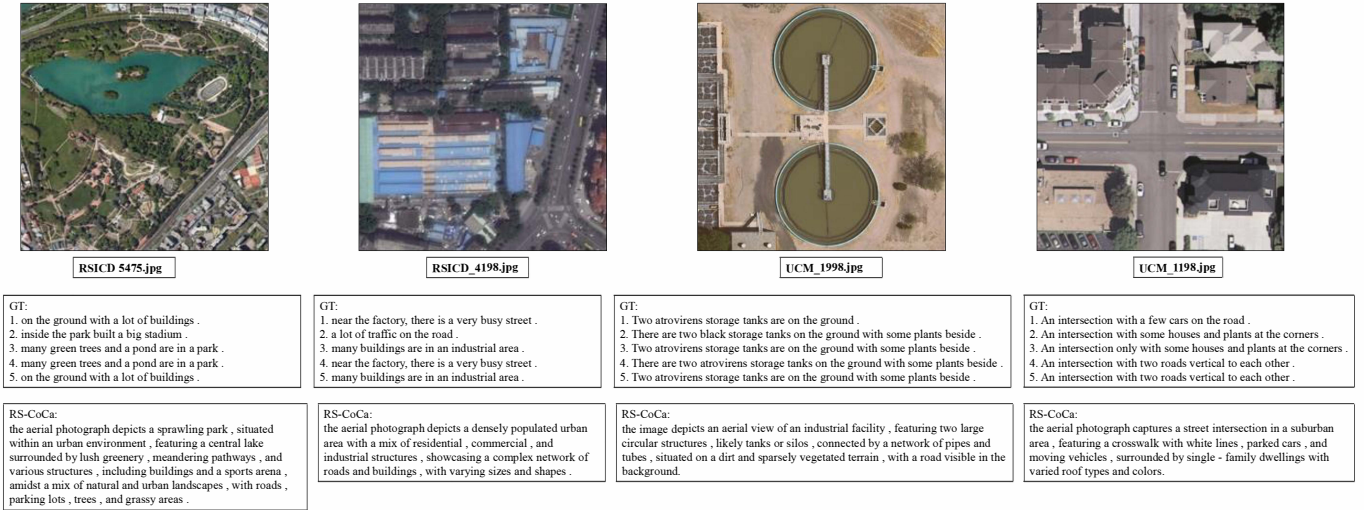 RSICD 5475.jpg
RSICD_4198.jpg
UCM_1998.jpg
UCM_1198.jpg
GT:
1. on the ground with a lot of buildings .
2. inside the park built a big stadium .
3. many green trees and a pond are in a park .
4. many green trees and a pond are in a park .
5. on the ground with a lot of buildings .
GT:
1. near the factory, there is a very busy street .
2. a lot of traffic on the road .
3. many buildings are in an industrial area .
4. near the factory, there is a very busy street .
5. many buildings are in an industrial area .
GT:
1. Two atrovirens storage tanks are on the ground .
2. There are two black storage tanks on the ground with some plants beside .
3. Two atrovirens storage tanks are on the ground with some plants beside .
4. There are two atrovirens storage tanks on the ground with some plants beside .
5. Two atrovirens storage tanks are on the ground with some plants beside .
GT:
1. An intersection with a few cars on the road .
2. An intersection with some houses and plants at the corners .
3. An intersection only with some houses and plants at the corners .
4. An intersection with two roads vertical to each other .
5. An intersection with two roads vertical to each other .
RS-CoCa:
the aerial photograph depicts a sprawling park , situated
within an urban environment , featuring a central lake
surrounded by lush greenery , meandering pathways , and
various structures , including buildings and a sports arena ,
amidst a mix of natural and urban landscapes , with roads ,
parking lots , trees , and grassy areas .
RS-CoCa:
the aerial photograph depicts a densely populated urban
area with a mix of residential , commercial , and
industrial structures , showcasing a complex network of
roads and buildings , with varying sizes and shapes .
RS-CoCa:
the image depicts an aerial view of an industrial facility , featuring two large
circular structures , likely tanks or silos , connected by a network of pipes and
tubes , situated on a dirt and sparsely vegetated terrain , with a road visible in the
background.
RS-CoCa:
the aerial photograph captures a street intersection in a suburban
area , featuring a crosswalk with white lines , parked cars , and
moving vehicles , surrounded by single - family dwellings with
varied roof types and colors.